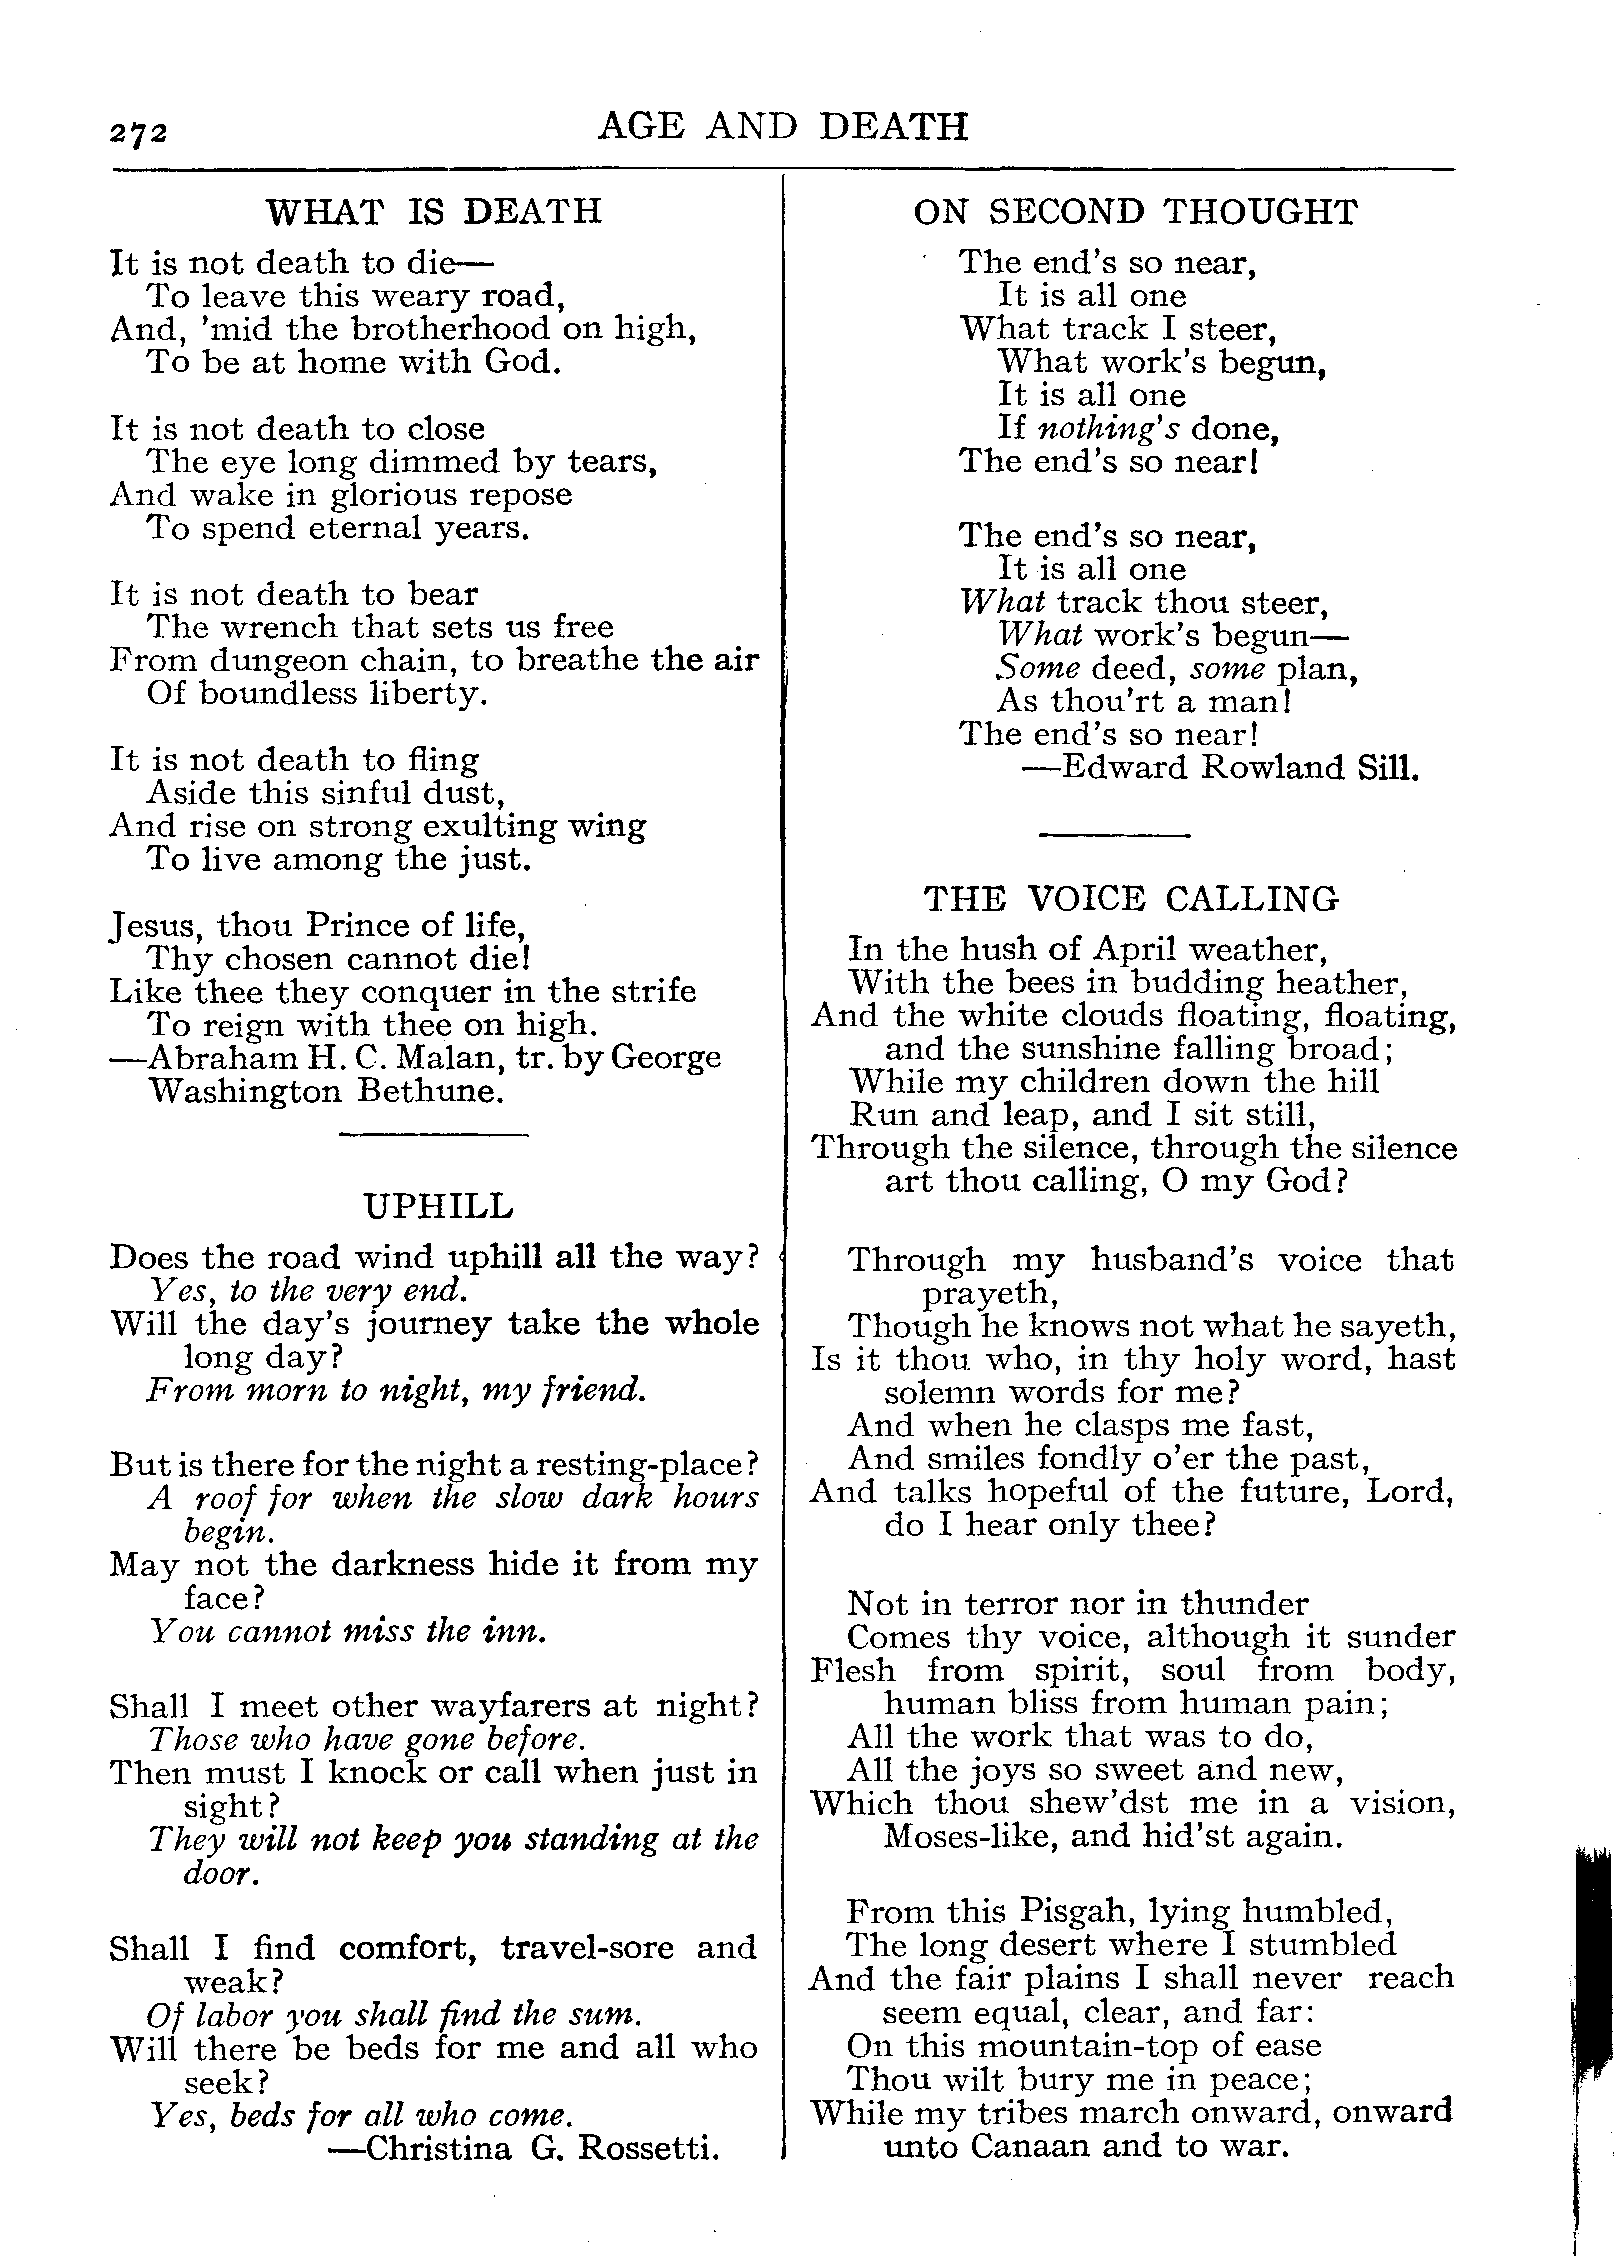 272
AGE AND DEATH
WHAT IS DEATH
It is not death to die—
To leave this weary road,
And, 'mid the brotherhood on high,
To be at home with God.
It is not death to close
The eye long dimmed by tears,
And wake in glorious repose
To spend eternal years.
It is not death to bear
The wrench that sets us free
From dungeon chain, to breathe the air
Of boundless liberty.
It is not death to fling
Aside this sinful dust,
And rise on strong exulting wing
To live among the just.
Jesus, thou Prince of life,
Thy chosen cannot die!
Like thee they conquer in the strife
To reign with thee on high.
—Abraham H. C. Malan, tr. by George
Washington Bethune.
UPHILL
Does the road wind uphill all the way?
Yes, to the very end.
Will the day's journey take the whole
long day?
From morn to night, my friend.
But is there for the night a resting-place?
A roof for when the slow dark hours
begin.
May not the darkness hide it from my
face?
You cannot miss the inn.
Shall I meet other wayfarers at night?
Those who have gone before.
Then must I knock or call when just in
sight?
They will not keep you standing at the
door.
Shall I find comfort, travel-sore and
weak?
Of labor you shall find the sum.
Will there be beds for me and all who
seek?
Yes, beds for all who come.
—Christina G. Rossetti.
ON SECOND THOUGHT
The end's so near,
It is all one
What track I steer,
What work's begun,
It is all one
If nothing's done,
The end's so near!
The end's so near,
It is all one
What track thou steer,
What work's begun—
Some deed, some plan,
As thou'rt a man!
The end's so near!
—Edward Rowland Sill.
THE VOICE CALLING
In the hush of April weather,
With the bees in budding heather,
And the white clouds floating, floating,
and the sunshine falling broad;
While my children down the hill
Run and leap, and I sit still,
Through the silence, through the silence
art thou calling, O my God?
Through my husband's voice that
prayeth,
Though he knows not what he sayeth,
Is it thou who, in thy holy word, hast
solemn words for me?
And when he clasps me fast,
And smiles fondly o'er the past,
And talks hopeful of the future, Lord,
do I hear only thee?
Not in terror nor in thunder
Comes thy voice, although it sunder
Flesh from spirit, soul from body,
human bliss from human pain;
All the work that was to do,
All the joys so sweet and new,
Which thou shew'dst me in a vision,
Moses-like, and hid'st again.
From this Pisgah, lying humbled,
The long desert where I stumbled
And the fair plains I shall never reach
seem equal, clear, and far:
On this mountain-top of ease
Thou wilt bury me in peace;
While my tribes march onward, onward
unto Canaan and to war.